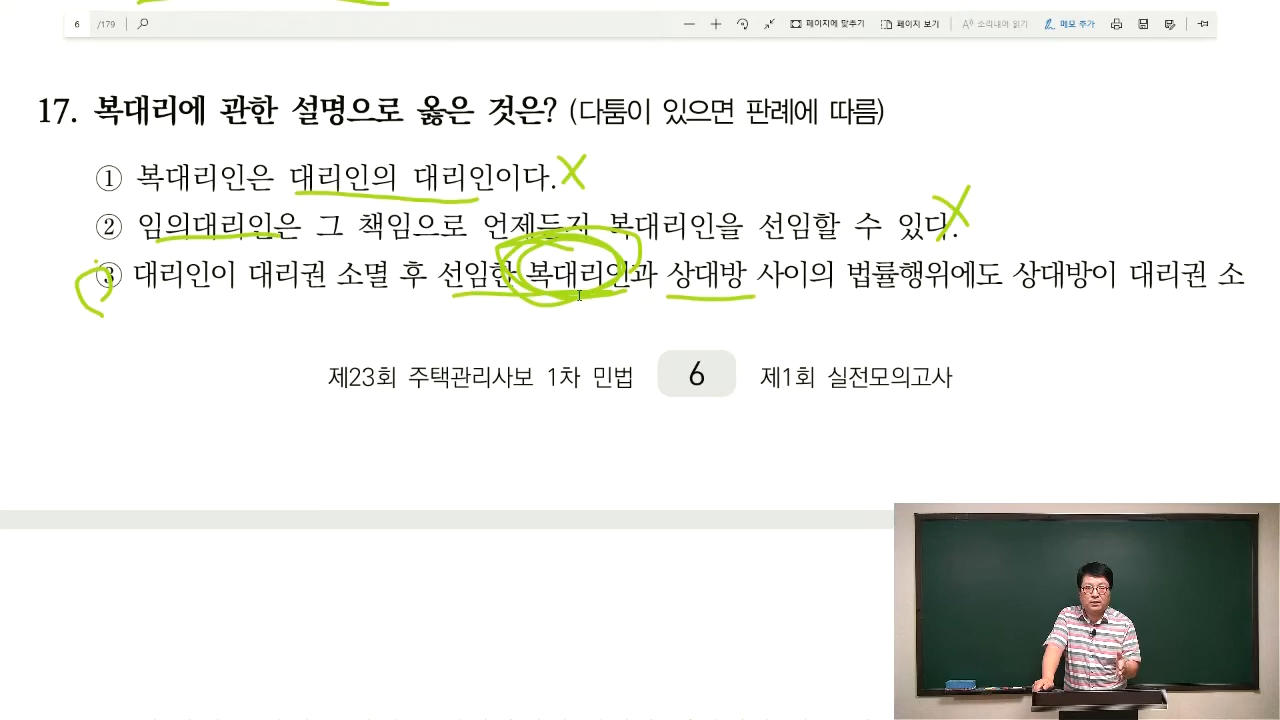 6 /179 페이지에 맞추기 페이지 보기 소리내어 읽기 메모 추가
17. 복대리에 관한 설명으로 옳은 것은? (다툼이 있으면 판례에 따름)
① 복대리인은 대리인의 대리인이다. X
② 임의대리인은 그 책임으로 언제든지 복대리인을 선임할 수 있다. X
③ 대리인이 대리권 소멸 후 선임한 복대리인과 상대방 사이의 법률행위에도 상대방이 대리권 소
제23회 주택관리사보 1차 민법 6 제1회 실전모의고사